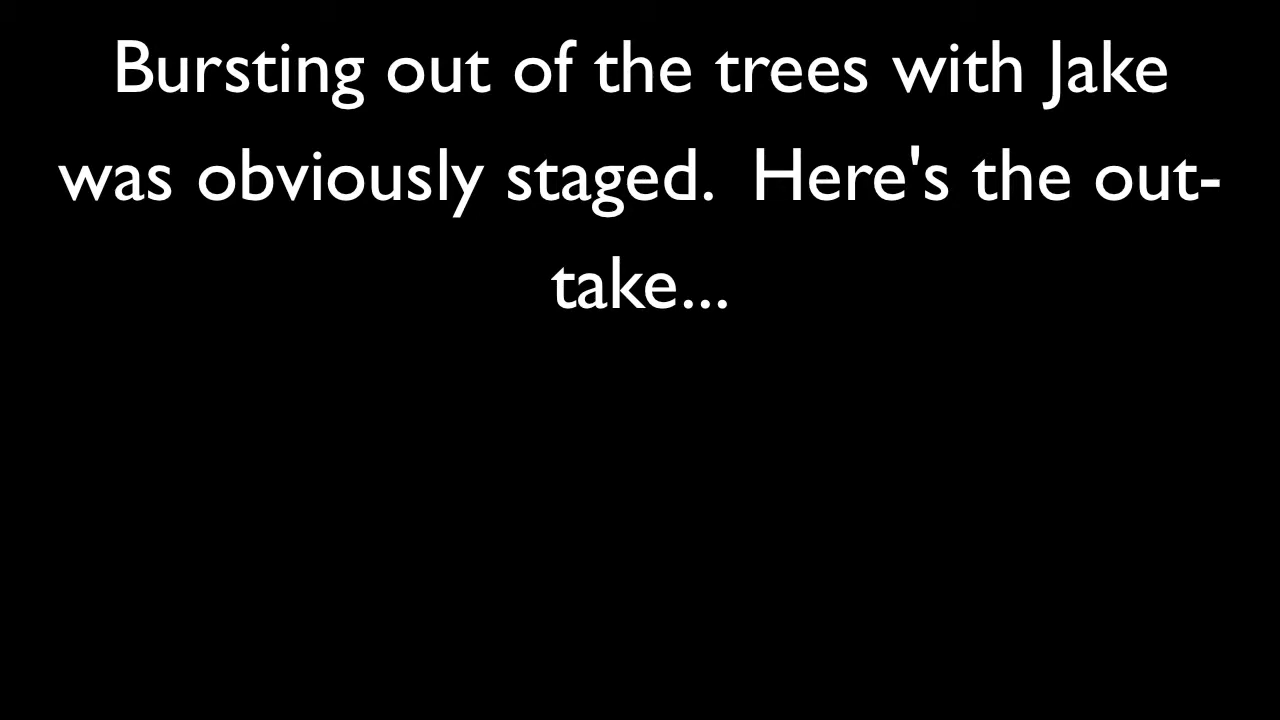 Bursting out of the trees with Jake
was obviously staged.  Here's the out-
take...